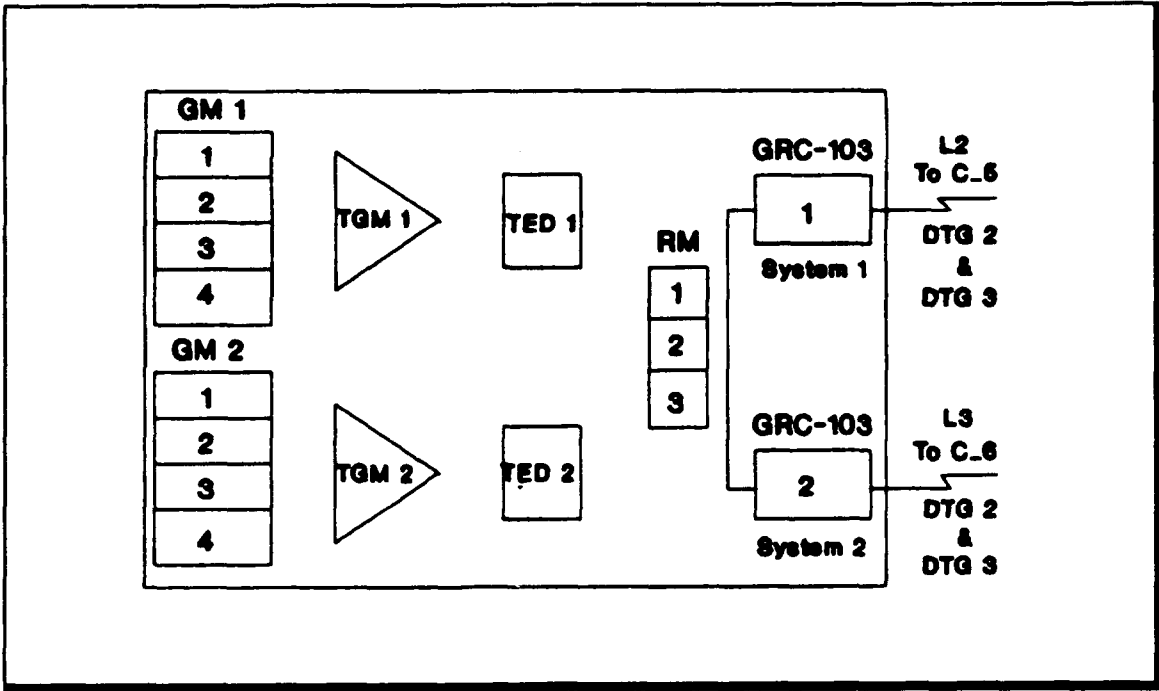 GM 1
1
2
3
4
TGM 1
TED 1
GM 2
1
2
3
4
TGM 2
TED 2
RM
1
2
3
GRC-103
1
System 1
L2
To C_5
DTG 2
&
DTG 3
GRC-103
2
System 2
L3
To C_6
DTG 2
&
DTG 3